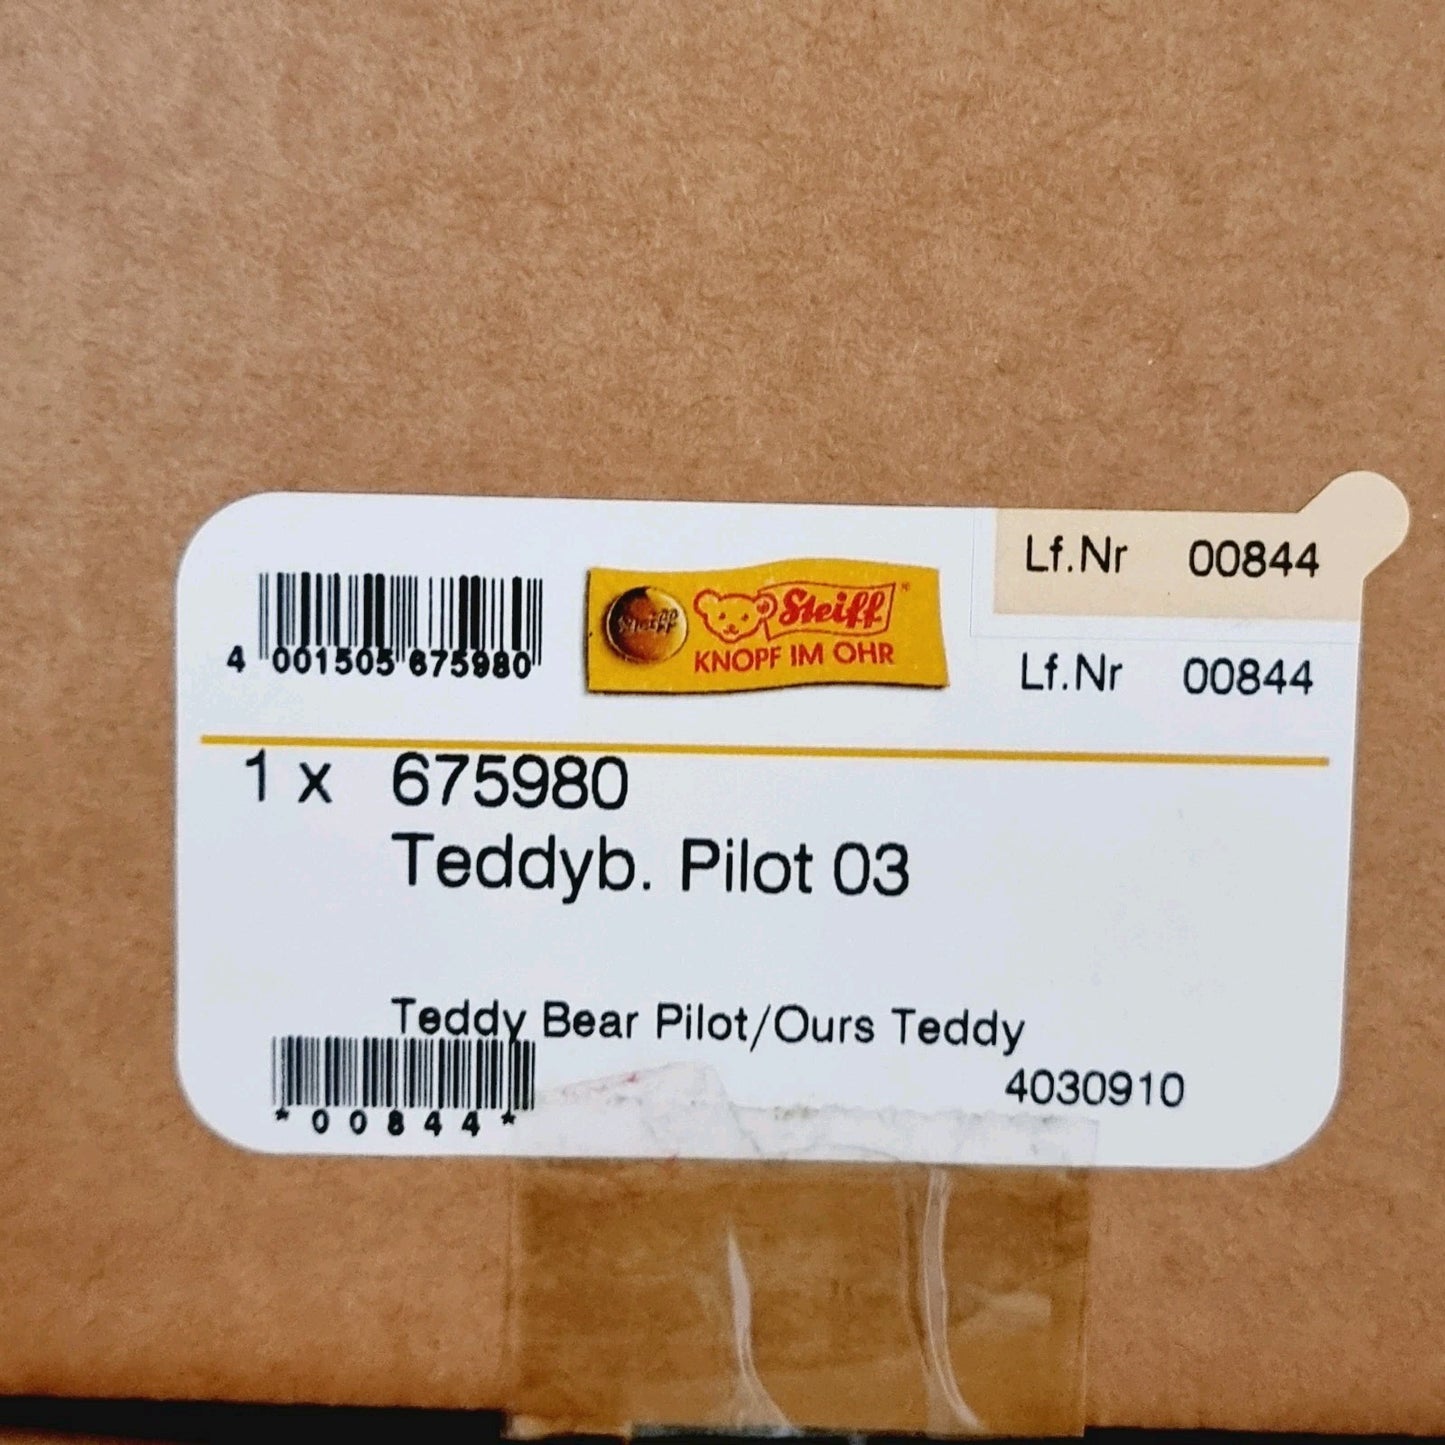 Lf.Nr 00844
4 001505 675980
Steiff
Steiff®
KNOPF IM OHR
Lf.Nr 00844
1 x 675980
Teddyb. Pilot 03
Teddy Bear Pilot/Ours Teddy
4030910
*00844*